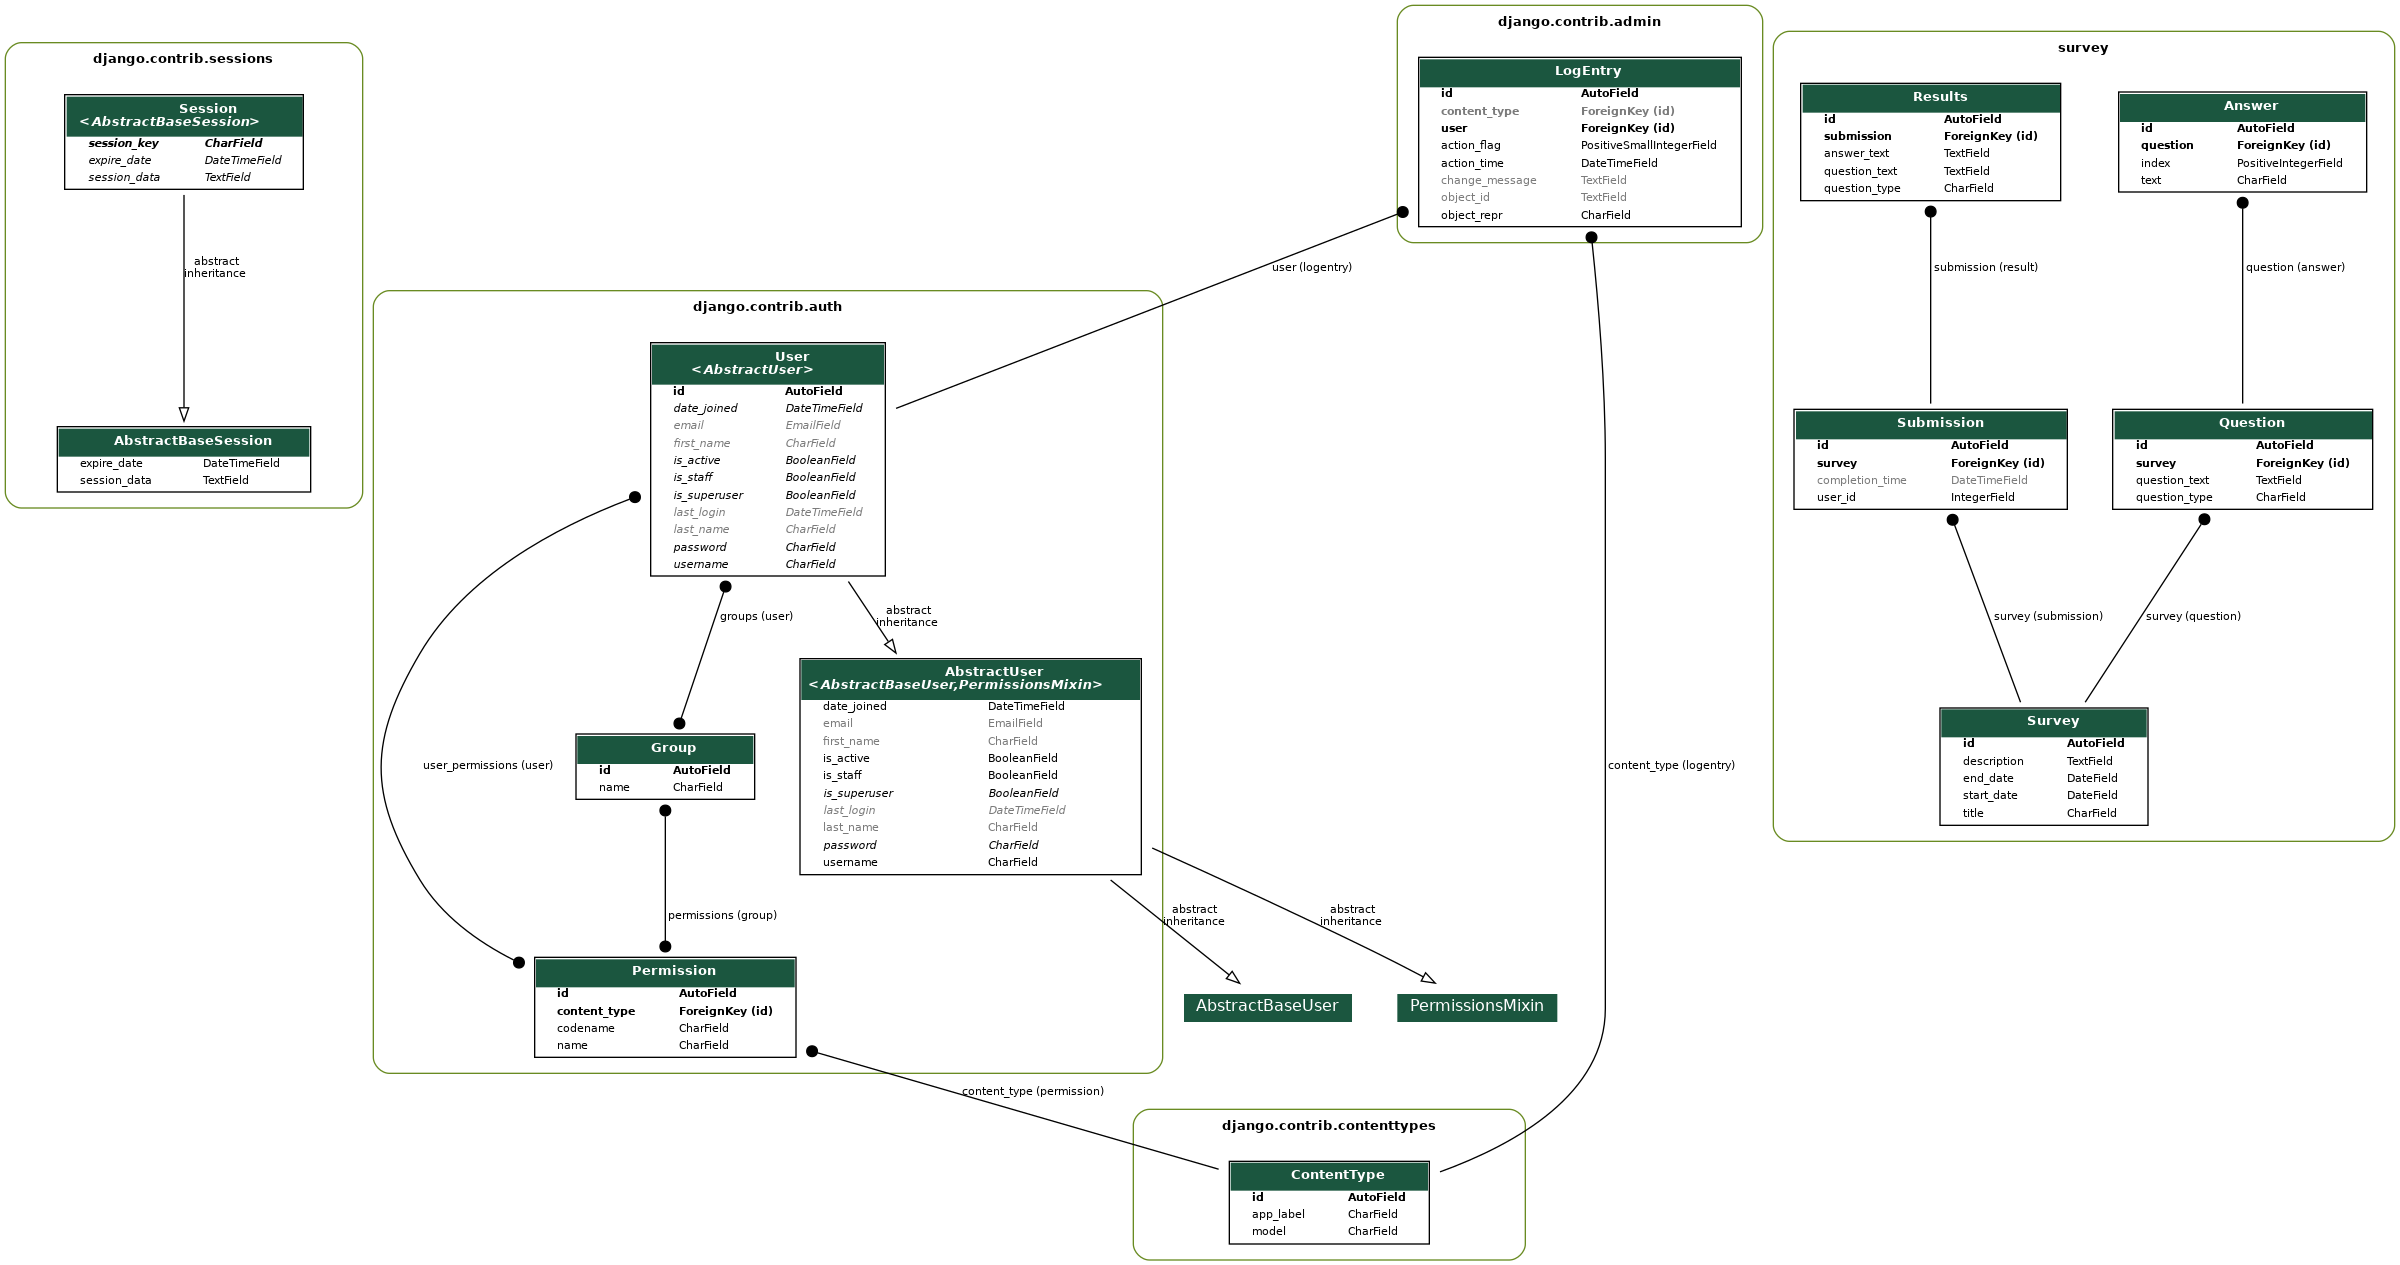 django.contrib.sessions
Session
<AbstractBaseSession>
session_key CharField
expire_date DateTimeField
session_data TextField
abstract
inheritance
AbstractBaseSession
expire_date DateTimeField
session_data TextField
django.contrib.admin
LogEntry
id AutoField
content_type ForeignKey (id)
user ForeignKey (id)
action_flag PositiveSmallIntegerField
action_time DateTimeField
change_message TextField
object_id TextField
object_repr CharField
user (logentry)
content_type (logentry)
django.contrib.auth
User
<AbstractUser>
id AutoField
date_joined DateTimeField
email EmailField
first_name CharField
is_active BooleanField
is_staff BooleanField
is_superuser BooleanField
last_login DateTimeField
last_name CharField
password CharField
username CharField
groups (user)
abstract
inheritance
user_permissions (user)
Group
id AutoField
name CharField
permissions (group)
AbstractUser
<AbstractBaseUser,PermissionsMixin>
date_joined DateTimeField
email EmailField
first_name CharField
is_active BooleanField
is_staff BooleanField
is_superuser BooleanField
last_login DateTimeField
last_name CharField
password CharField
username CharField
abstract
inheritance
abstract
inheritance
AbstractBaseUser
PermissionsMixin
Permission
id AutoField
content_type ForeignKey (id)
codename CharField
name CharField
content_type (permission)
django.contrib.contenttypes
ContentType
id AutoField
app_label CharField
model CharField
survey
Results
id AutoField
submission ForeignKey (id)
answer_text TextField
question_text TextField
question_type CharField
Answer
id AutoField
question ForeignKey (id)
index PositiveIntegerField
text CharField
submission (result)
question (answer)
Submission
id AutoField
survey ForeignKey (id)
completion_time DateTimeField
user_id IntegerField
Question
id AutoField
survey ForeignKey (id)
question_text TextField
question_type CharField
survey (submission)
survey (question)
Survey
id AutoField
description TextField
end_date DateField
start_date DateField
title CharField